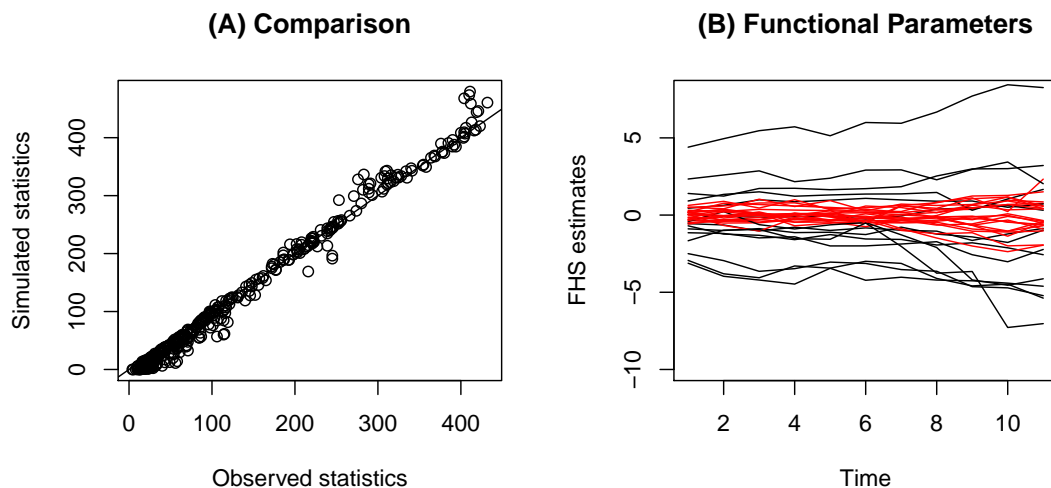 (A) Comparison
Simulated statistics
0 100 200 300 400
0 100 200 300 400
Observed statistics
(B) Functional Parameters
FHS estimates
−10 −5 0 5
2 4 6 8 10
Time